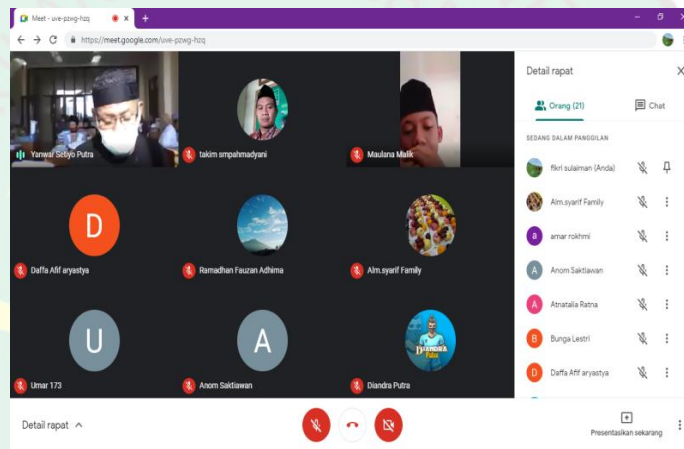 Meet - uve-pzwg-hzq
https://meet.google.com/uve-pzwg-hzq
Yanwar Setiyo Putra
takim smpahmadyani
Maulana Malik
D
Daffa Afif aryastya
Ramadhan Fauzan Adhima
Alm.syarif Family
U
Umar 173
A
Anom Saktiawan
DIANDRA
Putra
Diandra Putra
Detail rapat
Orang (21)
Chat
SEDANG DALAM PANGGILAN
fikri sulaiman (Anda)
Alm.syarif Family
a
amar rokhmi
A
Anom Saktiawan
A
Atnatalia Ratna
B
Bunga Lestri
D
Daffa Afif aryastya
Detail rapat
Presentasikan sekarang